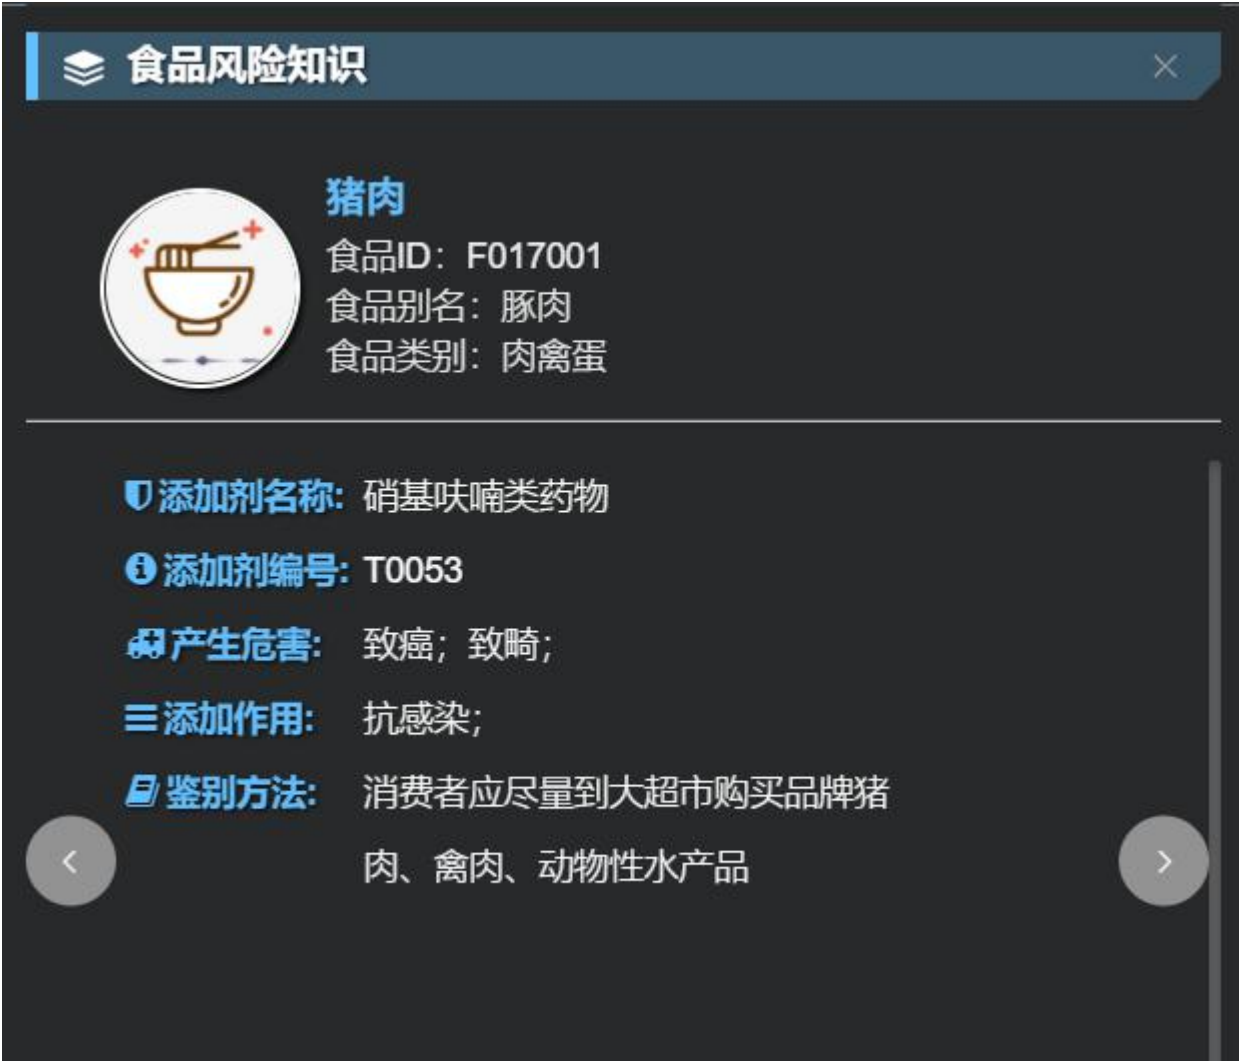 食品风险知识
猪肉
食品ID：F017001
食品别名：豚肉
食品类别：肉禽蛋
添加剂名称: 硝基呋喃类药物
添加剂编号: T0053
产生危害: 致癌；致畸；
添加作用: 抗感染；
鉴别方法: 消费者应尽量到大超市购买品牌猪
肉、禽肉、动物性水产品